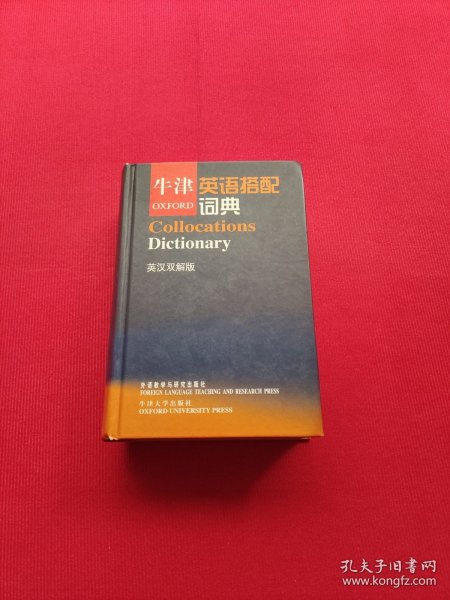 牛津 英语搭配
OXFORD 词典
Collocations
Dictionary
英汉双解版
外语教学与研究出版社
FOREIGN LANGUAGE TEACHING AND RESEARCH PRESS
牛津大学出版社
OXFORD UNIVERSITY PRESS
孔夫子旧书网
www.kongfz.com